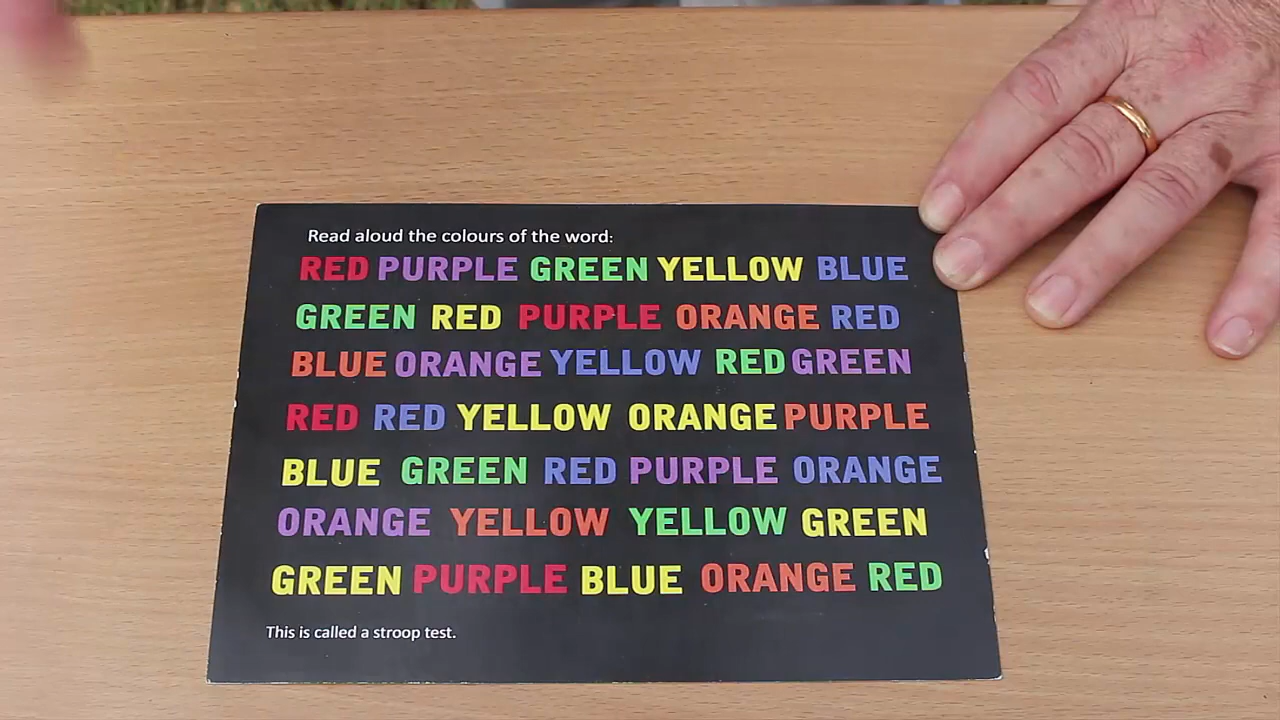 Read aloud the colours of the word:
RED PURPLE GREEN YELLOW BLUE
GREEN RED PURPLE ORANGE RED
BLUE ORANGE YELLOW RED GREEN
RED RED YELLOW ORANGE PURPLE
BLUE GREEN RED PURPLE ORANGE
ORANGE YELLOW YELLOW GREEN
GREEN PURPLE BLUE ORANGE RED
This is called a stroop test.